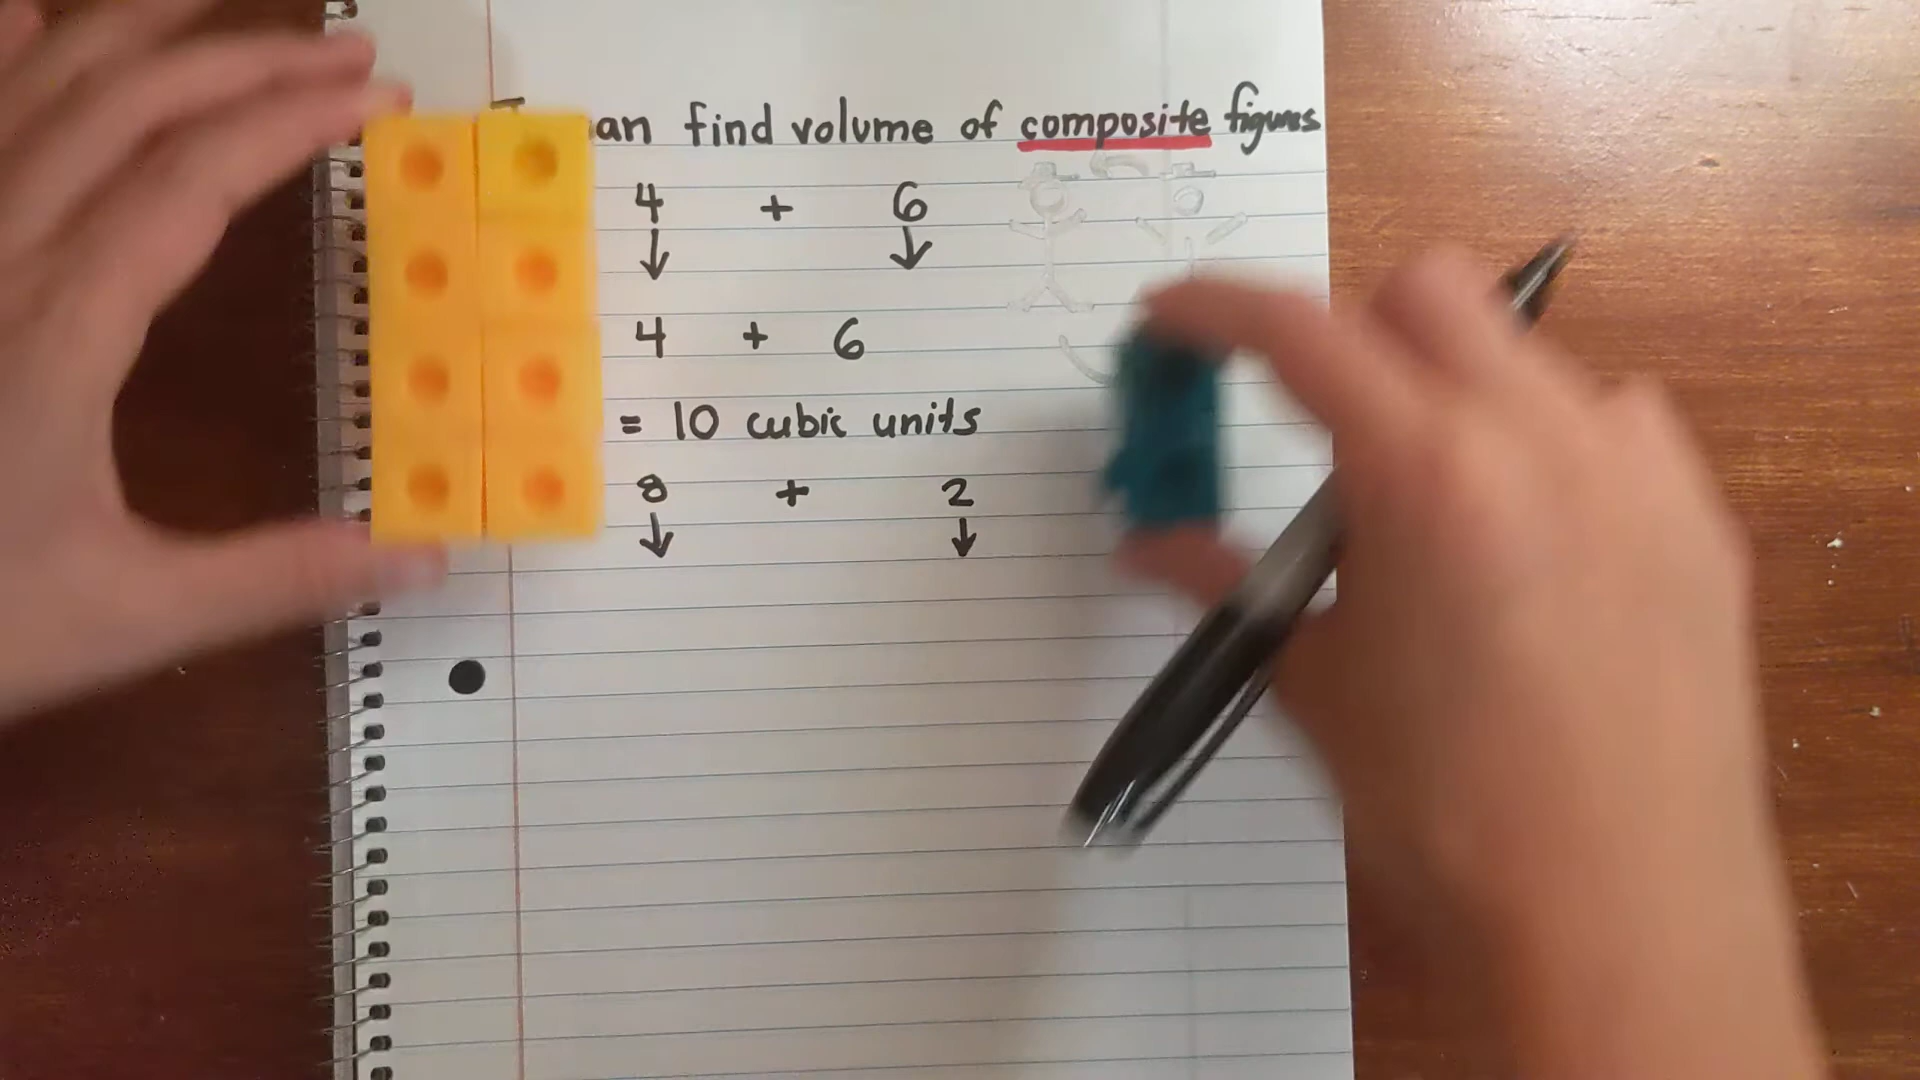 an find volume of composite figures
4 + 6
↓ ↓
4 + 6
= 10 cubic units
8 + 2
↓ ↓